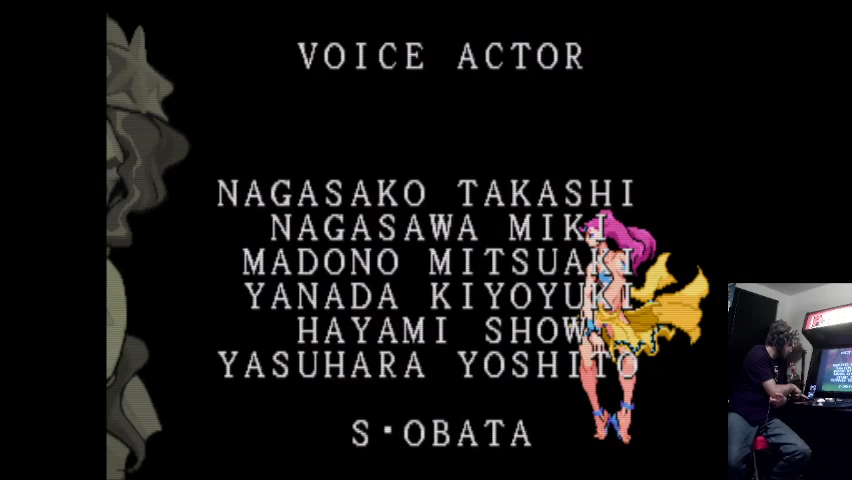 VOICE ACTOR
NAGASAKO TAKASHI
NAGASAWA MIKI
MADONO MITSUAKI
YANADA KIYOYUKI
HAYAMI SHOW
YASUHARA YOSHITO
S・OBATA